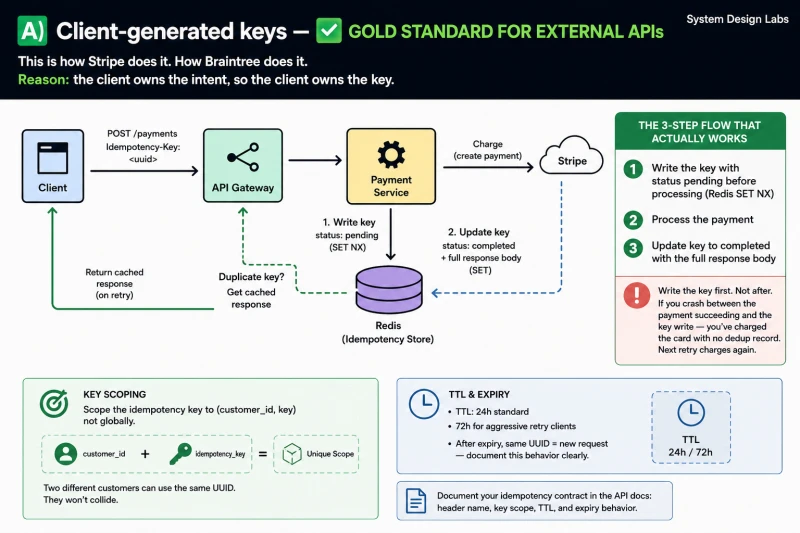 A) Client-generated keys — ✅ GOLD STANDARD FOR EXTERNAL APIs
System Design Labs
This is how Stripe does it. How Braintree does it.
Reason: the client owns the intent, so the client owns the key.
Client
POST /payments
Idempotency-Key:
<uuid>
API Gateway
Payment
Service
Charge
(create payment)
Stripe
1. Write key
status: pending
(SET NX)
2. Update key
status: completed
+ full response body
(SET)
Return cached
response
(on retry)
Duplicate key?
Get cached
response
Redis
(Idempotency Store)
THE 3-STEP FLOW THAT
ACTUALLY WORKS
1 Write the key with
status pending before
processing (Redis SET NX)
2 Process the payment
3 Update key to completed
with the full response body
! Write the key first. Not after.
If you crash between the
payment succeeding and the
key write — you've charged
the card with no dedup record.
Next retry charges again.
KEY SCOPING
Scope the idempotency key to (customer_id, key)
not globally.
customer_id + idempotency_key = Unique Scope
Two different customers can use the same UUID.
They won't collide.
TTL & EXPIRY
• TTL: 24h standard
• 72h for aggressive retry clients
• After expiry, same UUID = new request
— document this behavior clearly.
TTL
24h / 72h
Document your idempotency contract in the API docs:
header name, key scope, TTL, and expiry behavior.